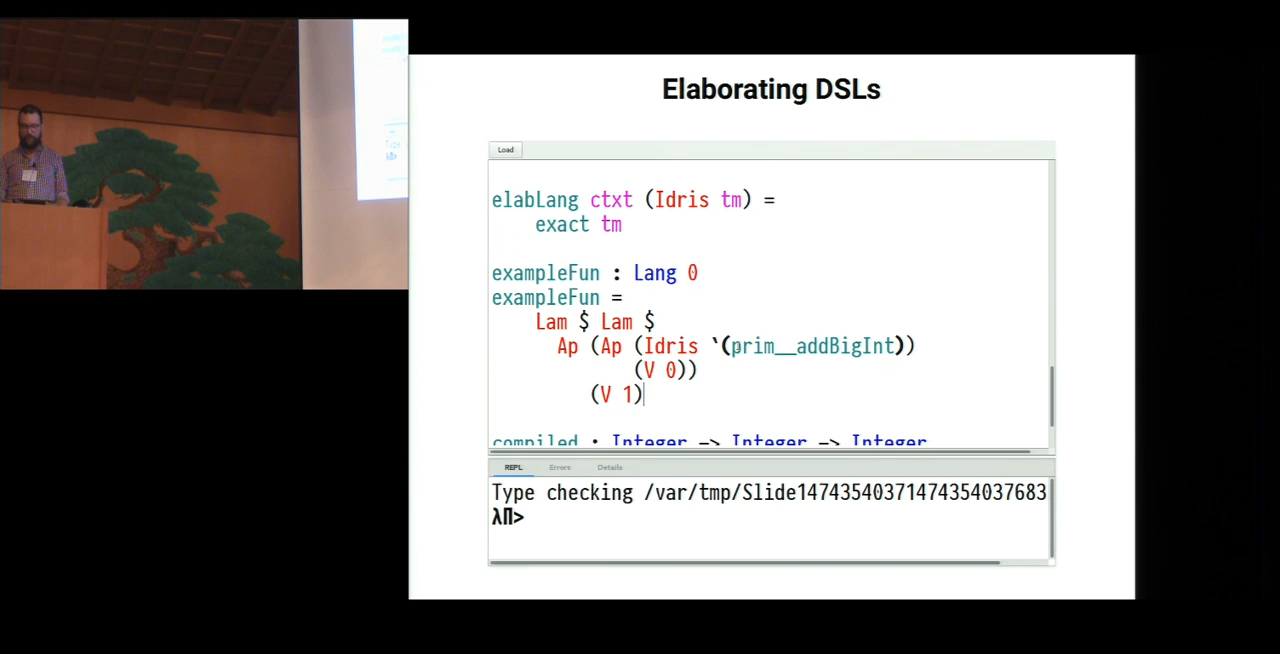 Elaborating DSLs
Load
elabLang ctxt (Idris tm) =
exact tm
exampleFun : Lang 0
exampleFun =
Lam $ Lam $
Ap (Ap (Idris `(prim__addBigInt))
(V 0))
(V 1)
compiled : Integer -> Integer -> Integer
REPL Errors Details
Type checking /var/tmp/Slide14743540371474354037683
λΠ>